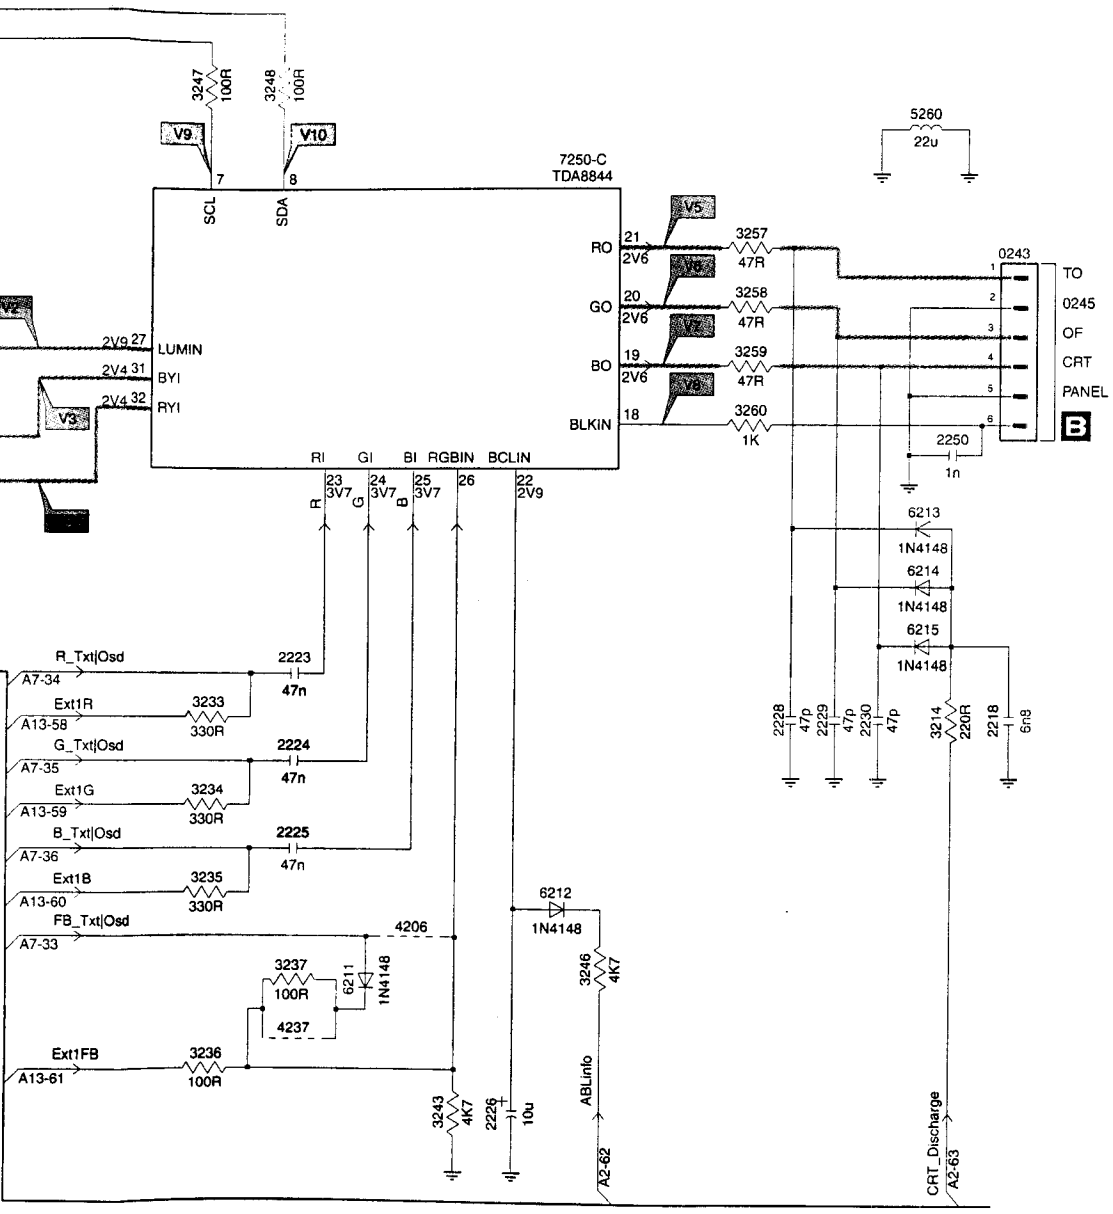 3247
100R
3248
100R
V9
V10
5260
22u
7
8
7250-C
TDA8844
SCL
SDA
V5
RO
21
2V6
3257
47R
0243
V6
GO
20
2V6
3258
47R
V7
BO
19
2V6
3259
47R
V8
BLKIN
18
3260
1K
1
2
3
4
5
6
TO
0245
OF
CRT
PANEL
B
V2
2V9 27
LUMIN
2V4 31
BYI
V3
2V4 32
RYI
2250
1n
RI
GI
BI
RGBIN
BCLIN
23
3V7
24
3V7
25
3V7
26
22
2V9
R
G
B
6213
1N4148
6214
1N4148
6215
1N4148
R_Txt|Osd
A7-34
2223
47n
Ext1R
A13-58
3233
330R
G_Txt|Osd
A7-35
2224
47n
Ext1G
A13-59
3234
330R
B_Txt|Osd
A7-36
2225
47n
Ext1B
A13-60
3235
330R
FB_Txt|Osd
A7-33
4206
2228
47p
2229
47p
2230
47p
3214
220R
2218
6n8
6212
1N4148
3246
4K7
3237
100R
4237
6211
1N4148
Ext1FB
A13-61
3236
100R
3243
4K7
2226
+
10u
ABLinfo
A2-62
CRT_Discharge
A2-63